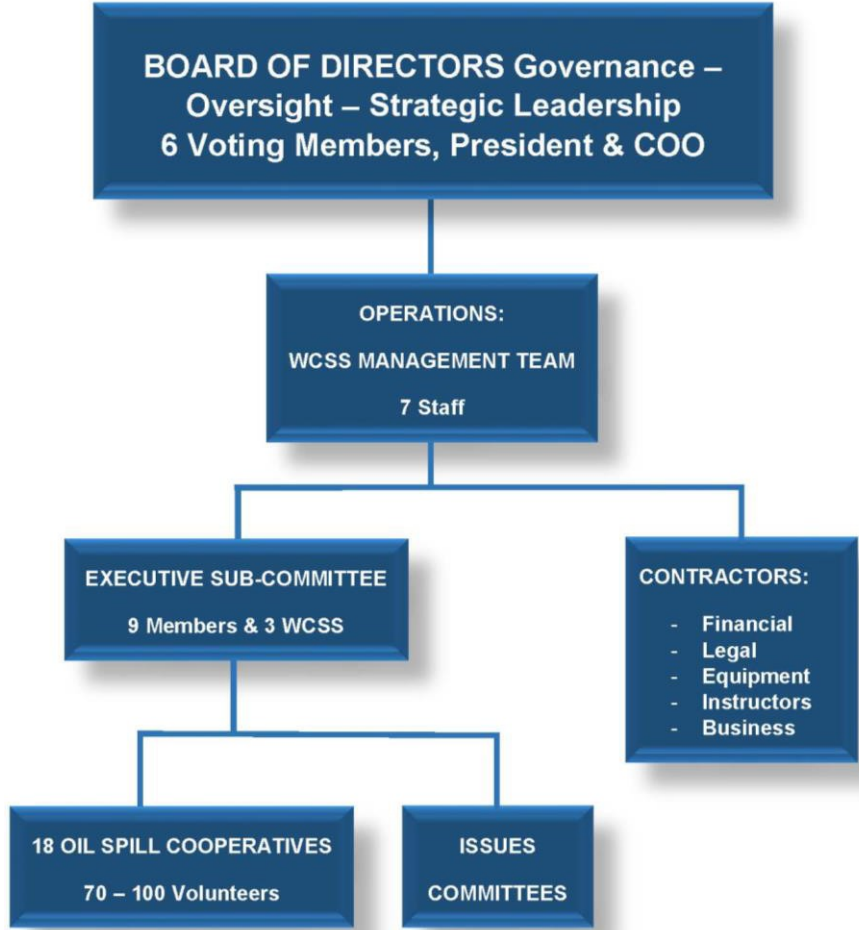 BOARD OF DIRECTORS Governance –
Oversight – Strategic Leadership
6 Voting Members, President & COO
OPERATIONS:
WCSS MANAGEMENT TEAM
7 Staff
EXECUTIVE SUB-COMMITTEE
9 Members & 3 WCSS
CONTRACTORS:
- Financial
- Legal
- Equipment
- Instructors
- Business
18 OIL SPILL COOPERATIVES
70 – 100 Volunteers
ISSUES
COMMITTEES